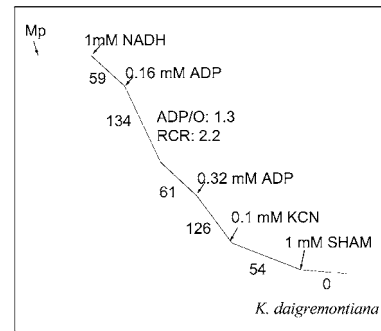 Mp
1mM NADH
59
0.16 mM ADP
134
ADP/O: 1.3
RCR: 2.2
61
0.32 mM ADP
126
0.1 mM KCN
54
1 mM SHAM
0
K. daigremontiana